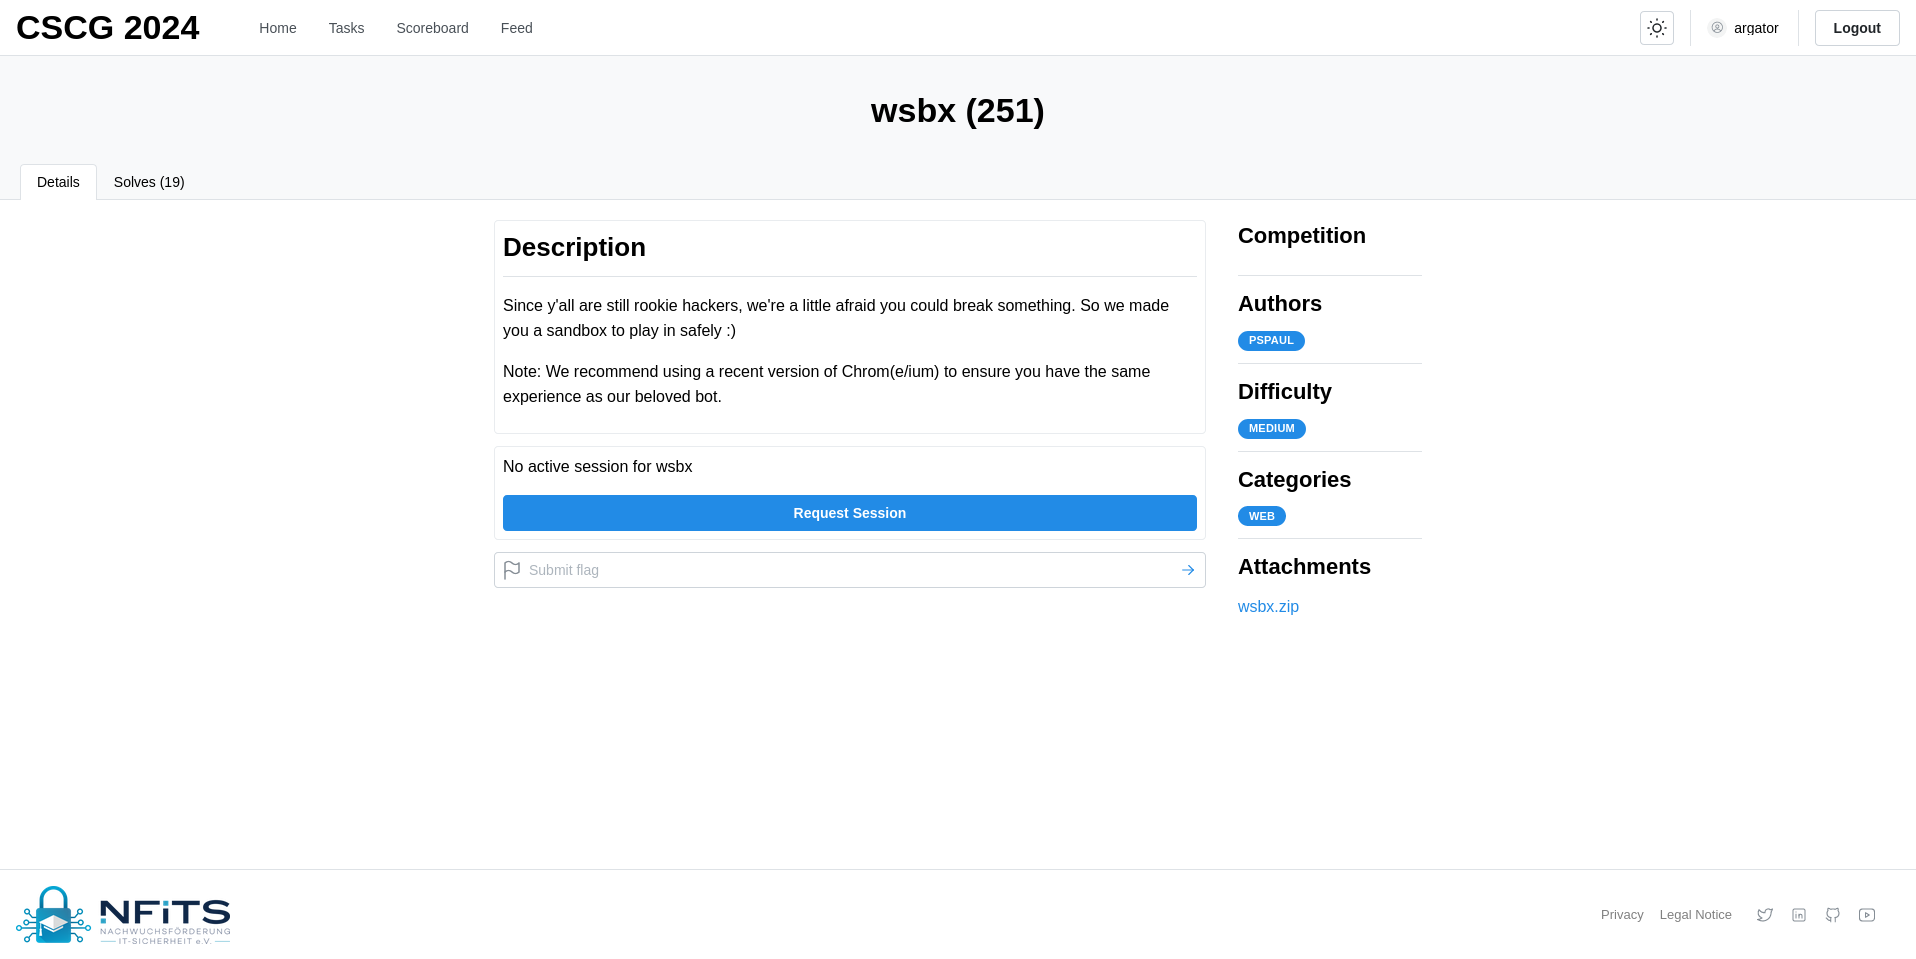 CSCG 2024
Home
Tasks
Scoreboard
Feed
argator
Logout
wsbx (251)
Details
Solves (19)
Description
Since y'all are still rookie hackers, we're a little afraid you could break something. So we made
you a sandbox to play in safely :)
Note: We recommend using a recent version of Chrom(e/ium) to ensure you have the same
experience as our beloved bot.
No active session for wsbx
Request Session
Submit flag
Competition
Authors
PSPAUL
Difficulty
MEDIUM
Categories
WEB
Attachments
wsbx.zip
NFiTS
NACHWUCHSFÖRDERUNG
IT-SICHERHEIT e.V.
Privacy
Legal Notice